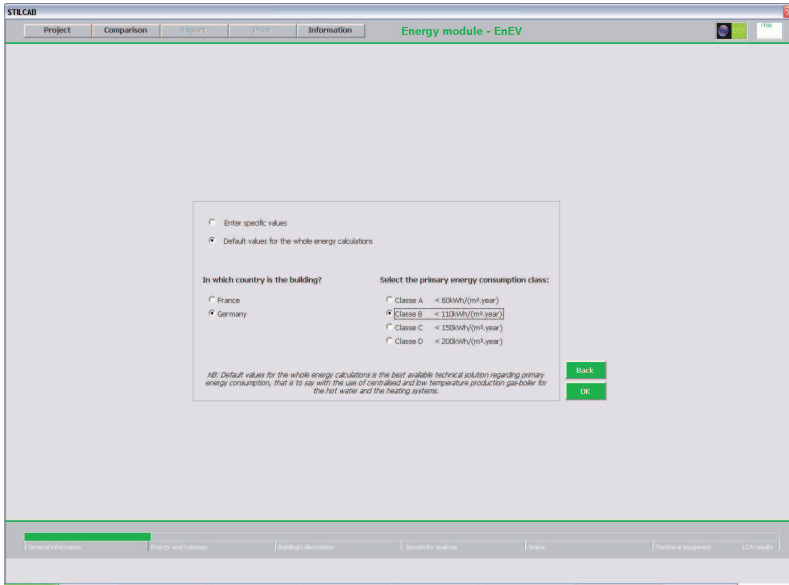 STILCAB
Project Comparison Export Print Information Energy module - EnEV
Enter specific values
Default values for the whole energy calculations
In which country is the building?
France
Germany
Select the primary energy consumption class:
Classe A < 60kWh/(m².year)
Classe B < 110kWh/(m².year)
Classe C < 150kWh/(m².year)
Classe D < 200kWh/(m².year)
NB: Default values for the whole energy calculations is the best available technical solution regarding primary
energy consumption, that is to say with the use of centralised and low temperature production gas-boiler for
the hot water and the heating systems.
Back
OK
General information Energy and typology Building's description Sensitivity analysis Water Technical equipment LCA results